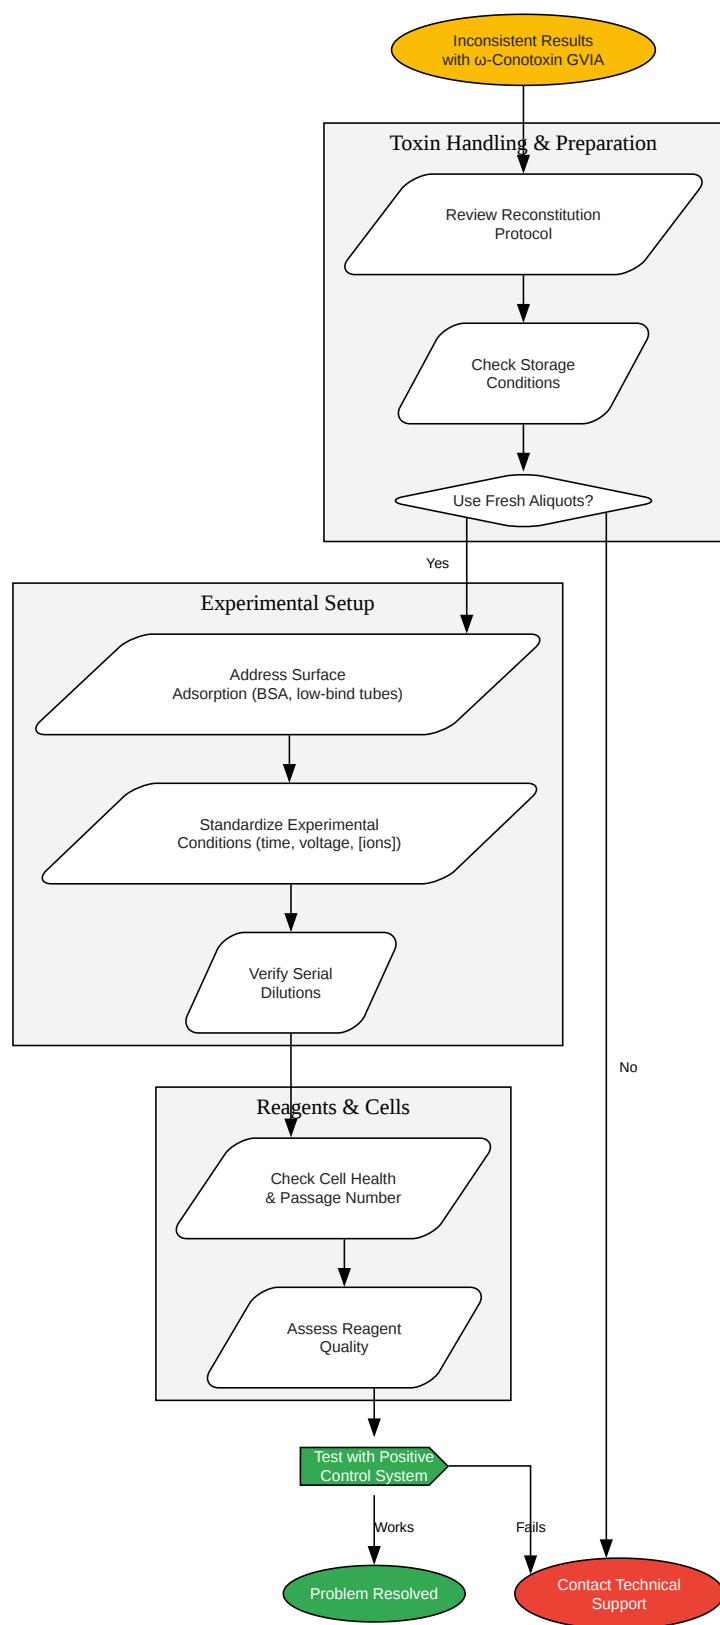 Inconsistent Results
with ω-Conotoxin GVIA
Toxin Handling & Preparation
Review Reconstitution
Protocol
Check Storage
Conditions
Use Fresh Aliquots?
Yes
Experimental Setup
Address Surface
Adsorption (BSA, low-bind tubes)
Standardize Experimental
Conditions (time, voltage, [ions])
Verify Serial
Dilutions
No
Reagents & Cells
Check Cell Health
& Passage Number
Assess Reagent
Quality
Test with Positive
Control System
Works
Fails
Problem Resolved
Contact Technical
Support